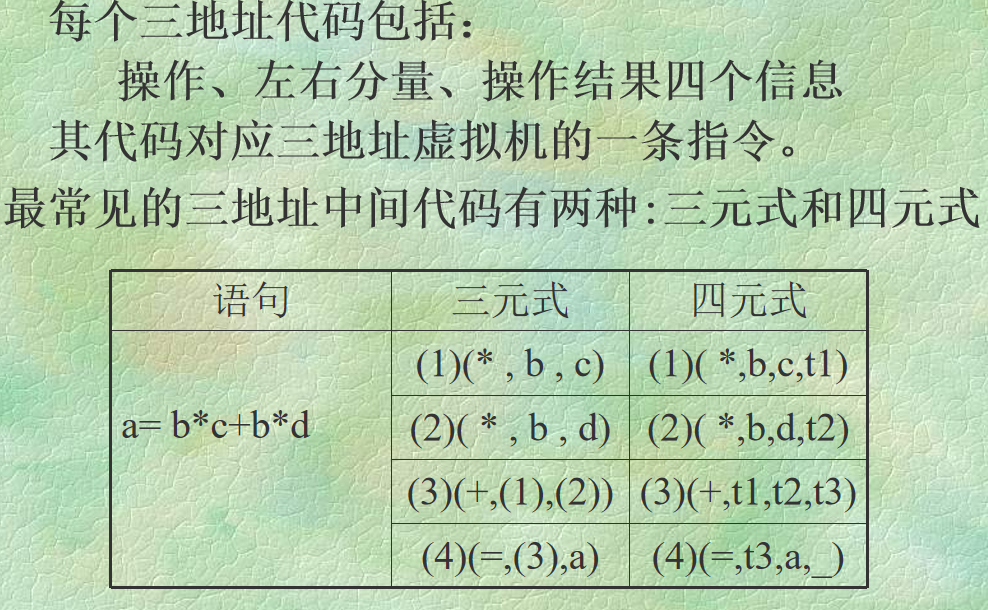 每个三地址代码包括：
操作、左右分量、操作结果四个信息
其代码对应三地址虚拟机的一条指令。
最常见的三地址中间代码有两种:三元式和四元式
语句 三元式 四元式
(1)(* , b , c) (1)( *,b,c,t1)
a= b*c+b*d (2)( * , b , d) (2)( *,b,d,t2)
(3)(+,(1),(2)) (3)(+,t1,t2,t3)
(4)(=,(3),a) (4)(=,t3,a,_)